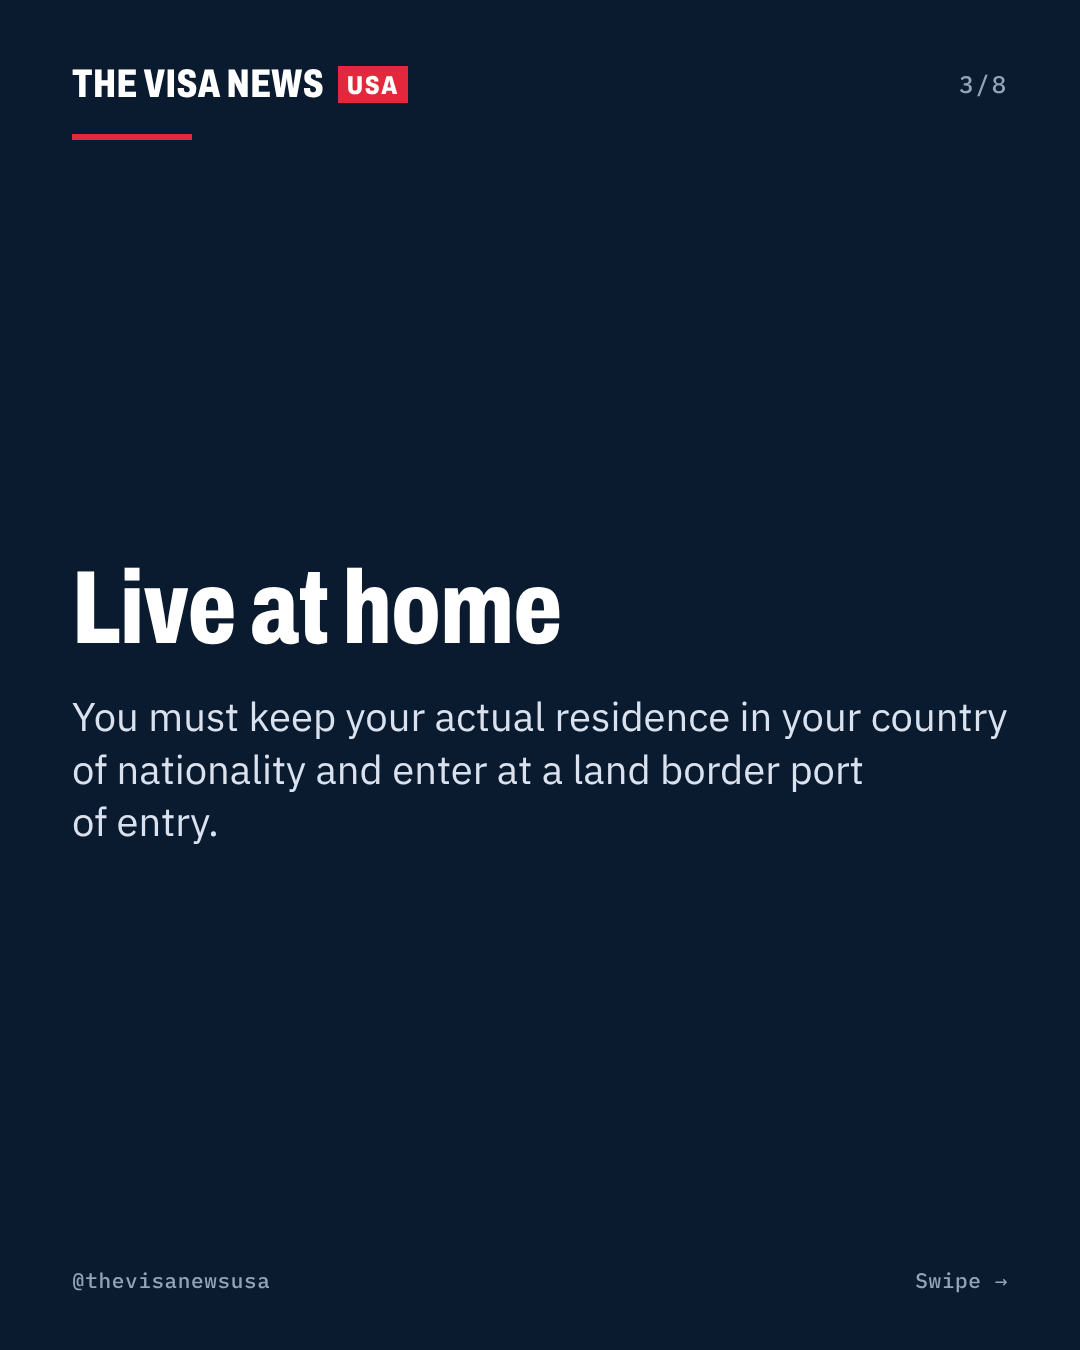 THE VISA NEWS USA
3/8
Live at home
You must keep your actual residence in your country
of nationality and enter at a land border port
of entry.
@thevisanewsusa
Swipe →